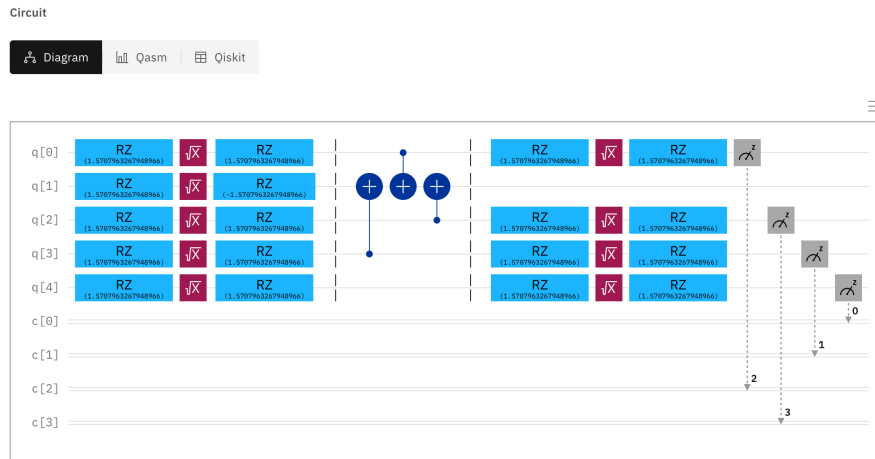 Circuit
Diagram Qasm Qiskit
q[0] RZ (1.5707963267948966) √X RZ (1.5707963267948966) RZ (1.5707963267948966) √X RZ (1.5707963267948966) z
q[1] RZ (1.5707963267948966) √X RZ (-1.5707963267948966)
q[2] RZ (1.5707963267948966) √X RZ (1.5707963267948966) RZ (1.5707963267948966) √X RZ (1.5707963267948966) z
q[3] RZ (1.5707963267948966) √X RZ (1.5707963267948966) RZ (1.5707963267948966) √X RZ (1.5707963267948966) z
q[4] RZ (1.5707963267948966) √X RZ (1.5707963267948966) RZ (1.5707963267948966) √X RZ (1.5707963267948966) z
c[0] 0
c[1] 1
c[2] 2
c[3] 3